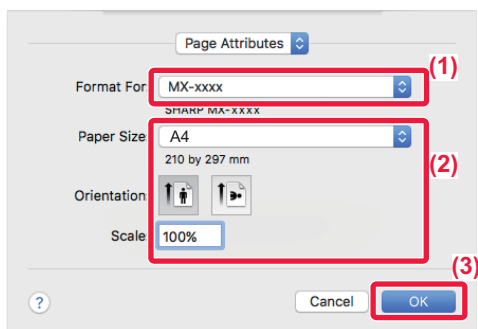 Page Attributes
(1)
Format For: MX-xxxx
SHARP MX-xxxx
Paper Size: A4
210 by 297 mm
(2)
Orientation:
Scale: 100%
(3)
? Cancel OK